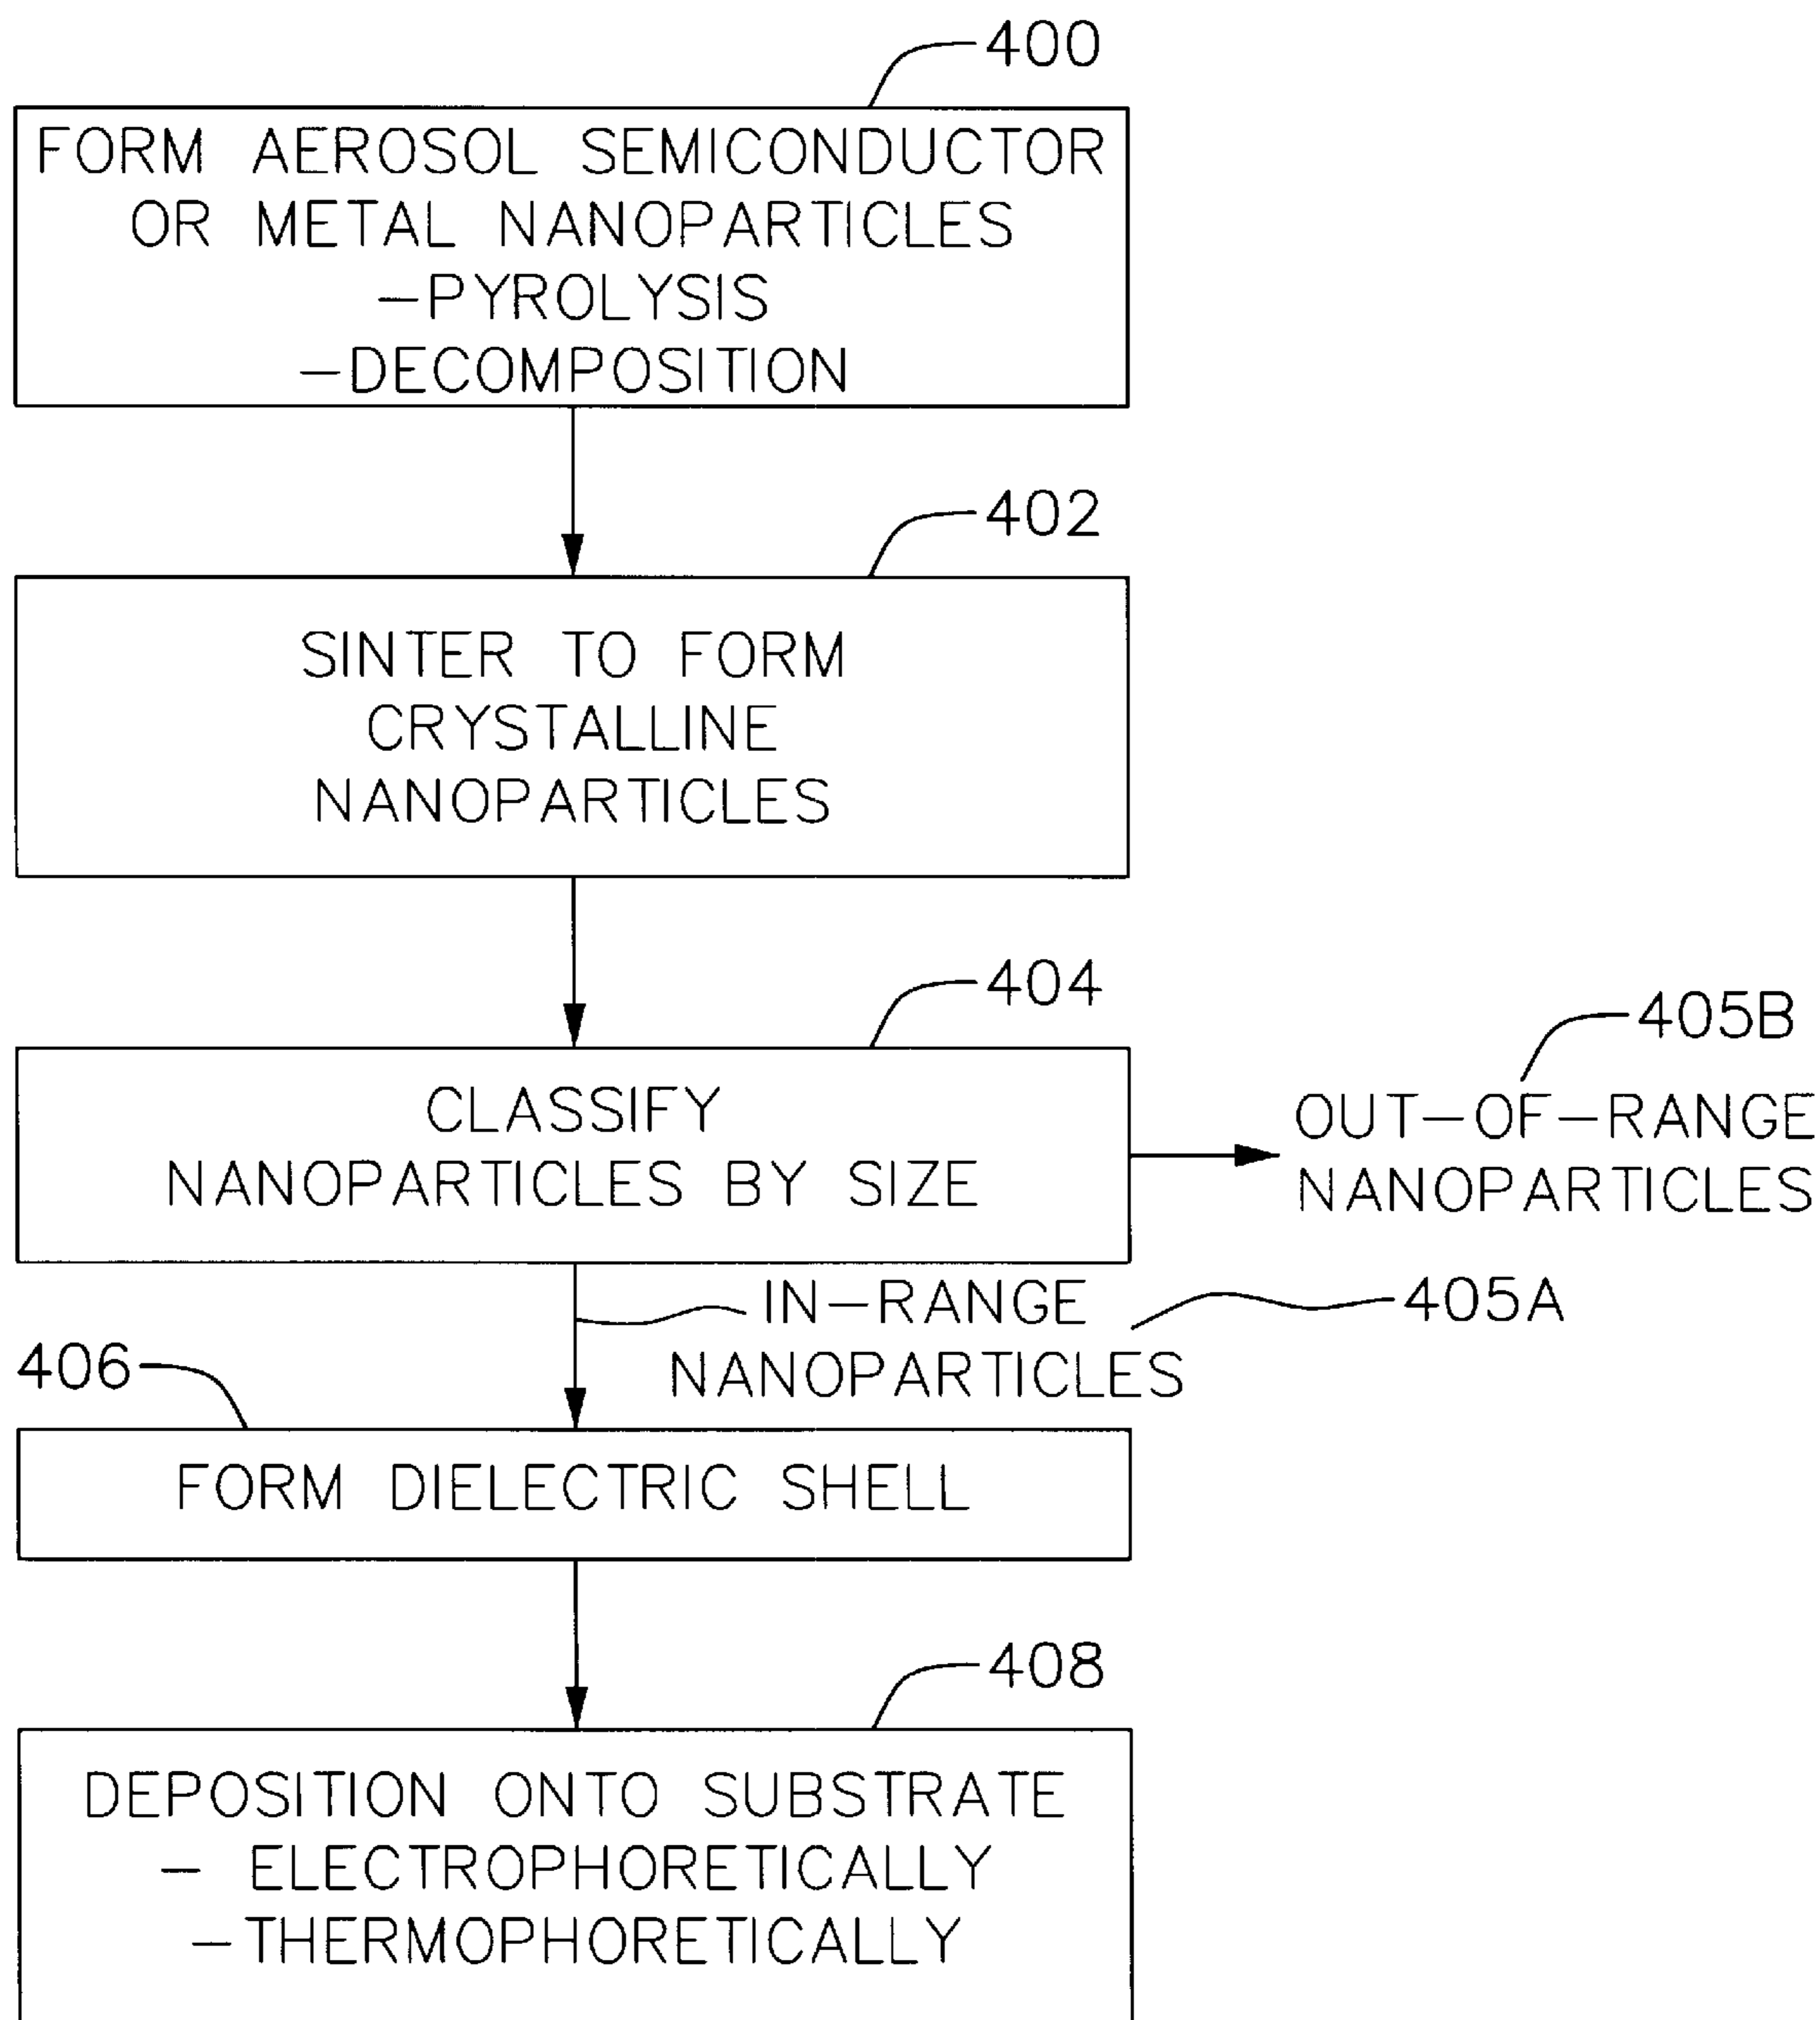 400
FORM AEROSOL SEMICONDUCTOR
OR METAL NANOPARTICLES
—PYROLYSIS
—DECOMPOSITION
402
SINTER TO FORM
CRYSTALLINE
NANOPARTICLES
404
CLASSIFY
NANOPARTICLES BY SIZE
405B
OUT—OF—RANGE
NANOPARTICLES
IN—RANGE
NANOPARTICLES
405A
406
FORM DIELECTRIC SHELL
408
DEPOSITION ONTO SUBSTRATE
— ELECTROPHORETICALLY
—THERMOPHORETICALLY